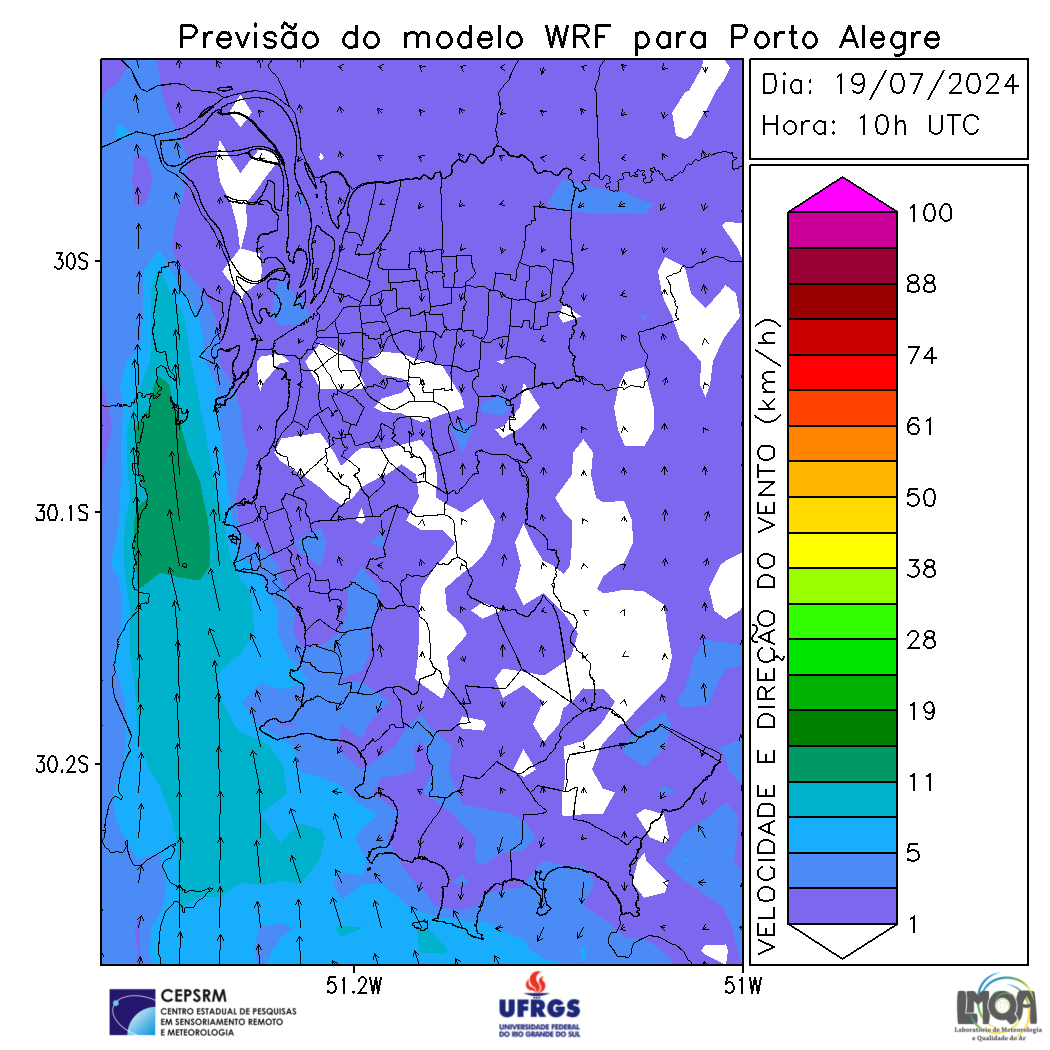 Previsão do modelo WRF para Porto Alegre
Dia: 19/07/2024
Hora: 10h UTC
30S
30.1S
30.2S
51.2W
51W
VELOCIDADE E DIREÇÃO DO VENTO (km/h)
100
88
74
61
50
38
28
19
11
5
1
CEPSRM
CENTRO ESTADUAL DE PESQUISAS
EM SENSORIAMENTO REMOTO
E METEOROLOGIA
UFRGS
UNIVERSIDADE FEDERAL
DO RIO GRANDE DO SUL
LMQA
Laboratório de Meteorologia
e Qualidade do Ar